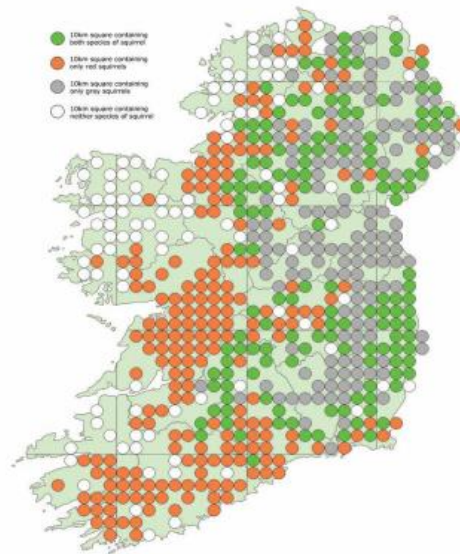 10km square containing
both species of squirrel
10km square containing
only red squirrels
10km square containing
only grey squirrels
10km square containing
neither species of squirrel